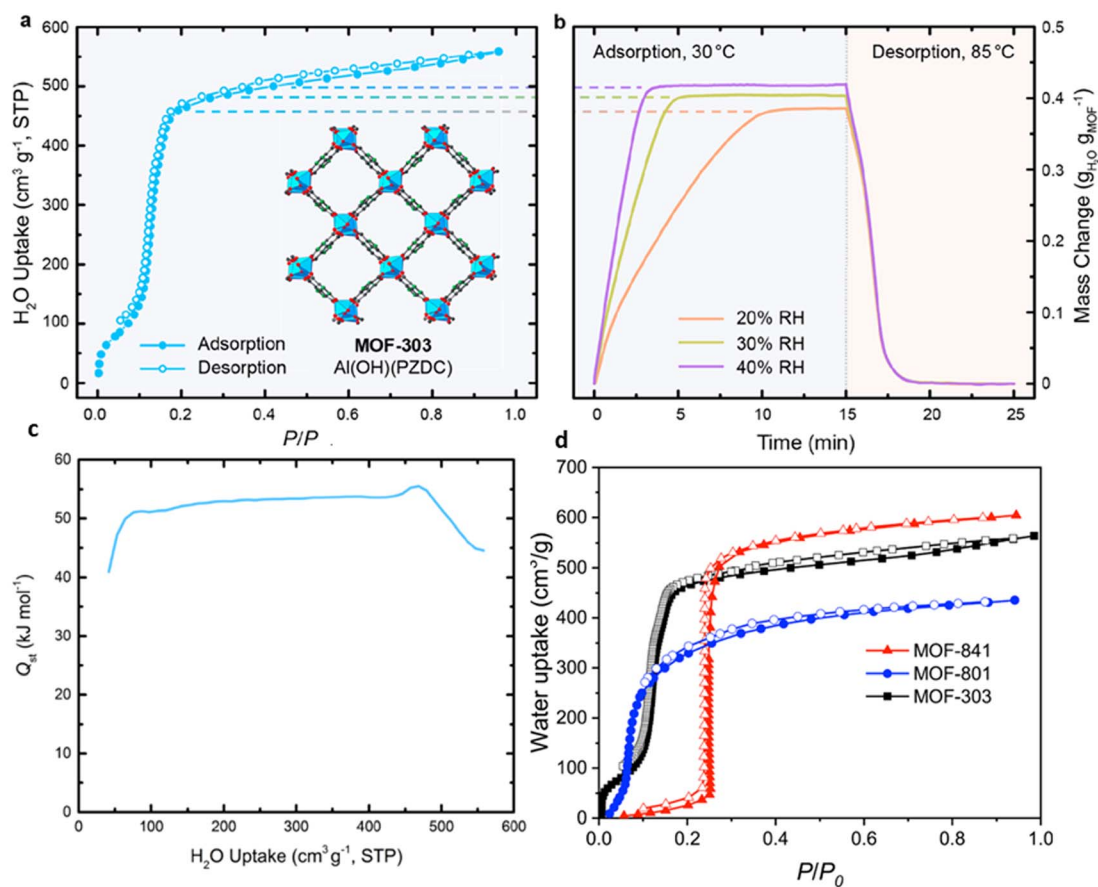 a
600
500
400
300
200
100
0
H₂O Uptake (cm³ g⁻¹, STP)
Adsorption
Desorption
MOF-303
Al(OH)(PZDC)
0.0 0.2 0.4 0.6 0.8 1.0
P/P
b
Adsorption, 30 °C
Desorption, 85 °C
20% RH
30% RH
40% RH
0.5
0.4
0.3
0.2
0.1
0
Mass Change (g_H₂O g_MOF⁻¹)
0 5 10 15 20 25
Time (min)
c
60
50
40
30
20
10
0
Qst (kJ mol⁻¹)
0 100 200 300 400 500 600
H₂O Uptake (cm³ g⁻¹, STP)
d
700
600
500
400
300
200
100
0
Water uptake (cm³/g)
MOF-841
MOF-801
MOF-303
0.0 0.2 0.4 0.6 0.8 1.0
P/P₀